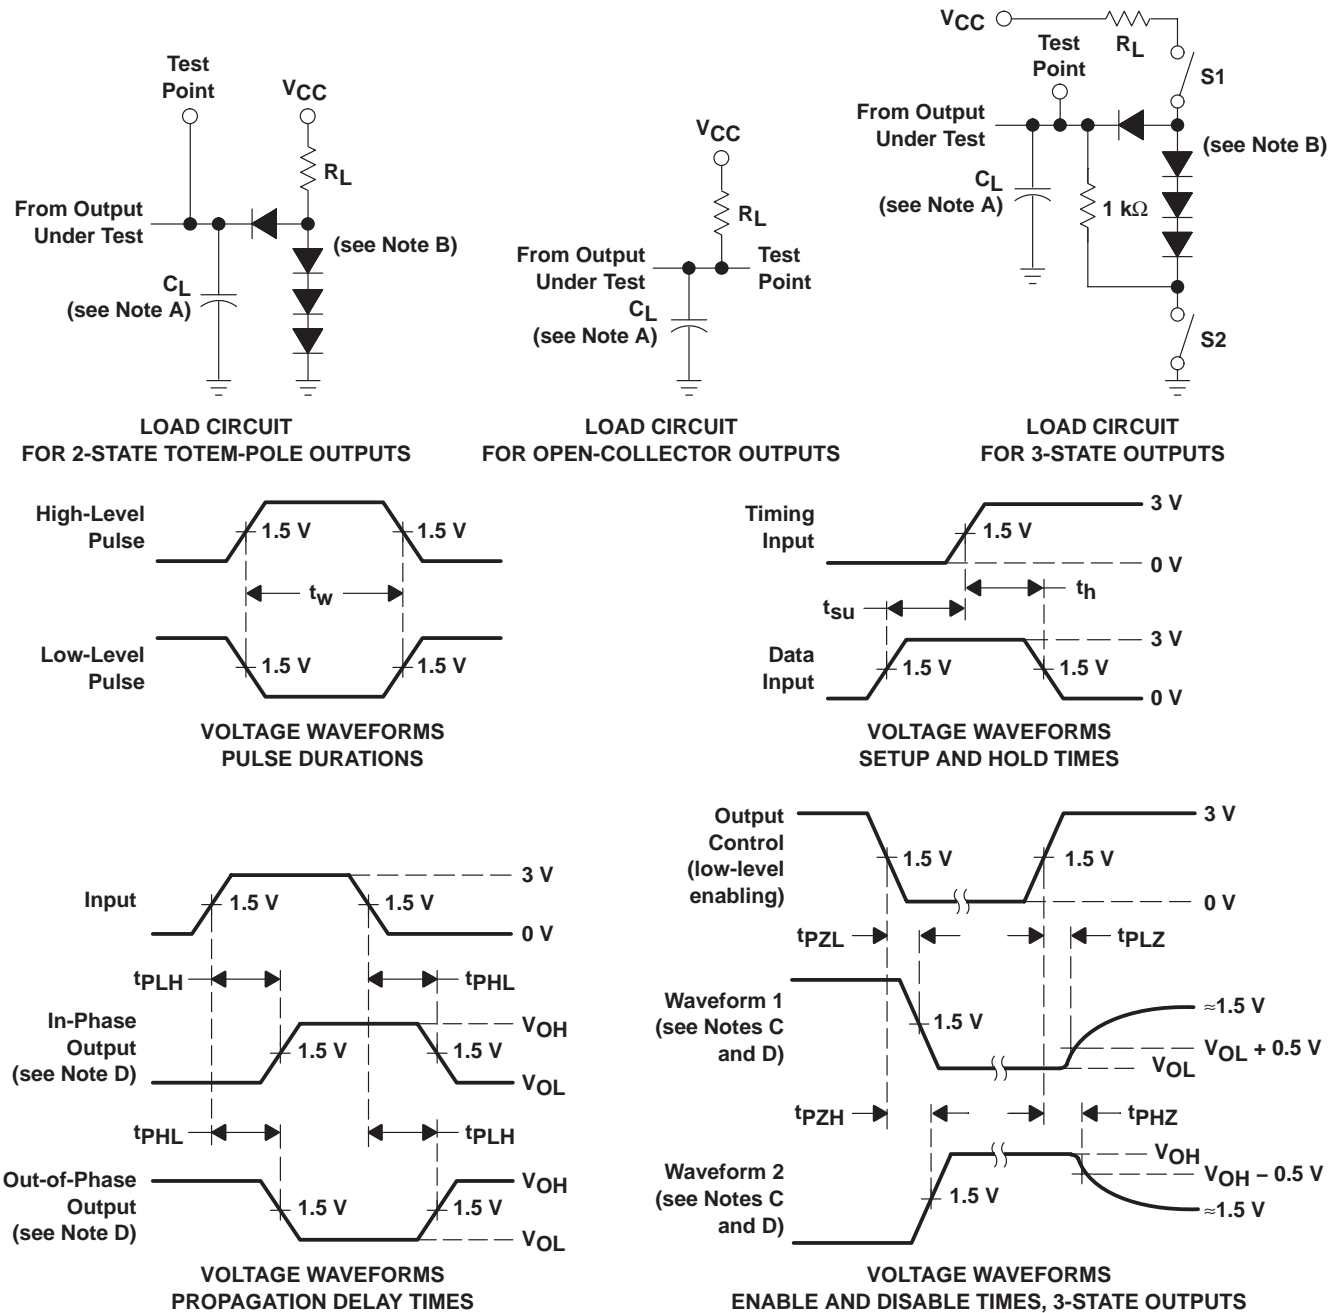 Test
Point
VCC
RL
From Output
Under Test
(see Note B)
CL
(see Note A)
LOAD CIRCUIT
FOR 2-STATE TOTEM-POLE OUTPUTS
VCC
RL
From Output
Under Test
Test
Point
CL
(see Note A)
LOAD CIRCUIT
FOR OPEN-COLLECTOR OUTPUTS
VCC
RL
Test
Point
S1
From Output
Under Test
(see Note B)
CL
(see Note A)
1 kΩ
S2
LOAD CIRCUIT
FOR 3-STATE OUTPUTS
High-Level
Pulse
1.5 V
1.5 V
tw
Low-Level
Pulse
1.5 V
1.5 V
VOLTAGE WAVEFORMS
PULSE DURATIONS
Timing
Input
1.5 V
3 V
0 V
th
tsu
Data
Input
1.5 V
1.5 V
3 V
0 V
VOLTAGE WAVEFORMS
SETUP AND HOLD TIMES
Input
1.5 V
1.5 V
3 V
0 V
tPLH
tPHL
In-Phase
Output
(see Note D)
1.5 V
1.5 V
VOH
VOL
tPHL
tPLH
Out-of-Phase
Output
(see Note D)
1.5 V
1.5 V
VOH
VOL
VOLTAGE WAVEFORMS
PROPAGATION DELAY TIMES
Output
Control
(low-level
enabling)
1.5 V
1.5 V
3 V
0 V
tPZL
tPLZ
Waveform 1
(see Notes C
and D)
1.5 V
≈1.5 V
VOL + 0.5 V
VOL
tPZH
tPHZ
Waveform 2
(see Notes C
and D)
1.5 V
VOH
VOH – 0.5 V
≈1.5 V
VOLTAGE WAVEFORMS
ENABLE AND DISABLE TIMES, 3-STATE OUTPUTS